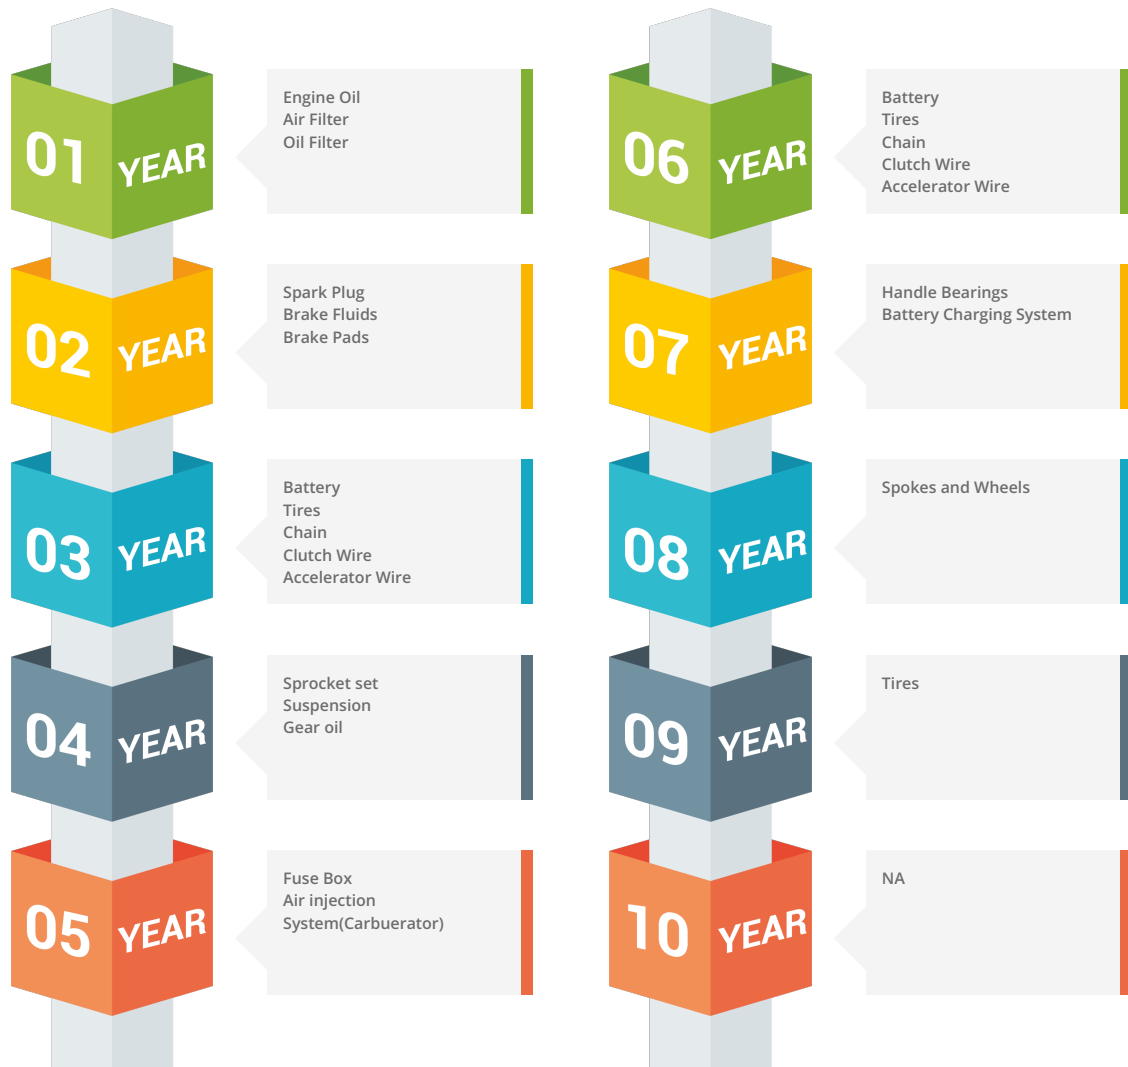 01 YEAR
Engine Oil
Air Filter
Oil Filter
02 YEAR
Spark Plug
Brake Fluids
Brake Pads
03 YEAR
Battery
Tires
Chain
Clutch Wire
Accelerator Wire
04 YEAR
Sprocket set
Suspension
Gear oil
05 YEAR
Fuse Box
Air injection
System(Carbuerator)
06 YEAR
Battery
Tires
Chain
Clutch Wire
Accelerator Wire
07 YEAR
Handle Bearings
Battery Charging System
08 YEAR
Spokes and Wheels
09 YEAR
Tires
10 YEAR
NA